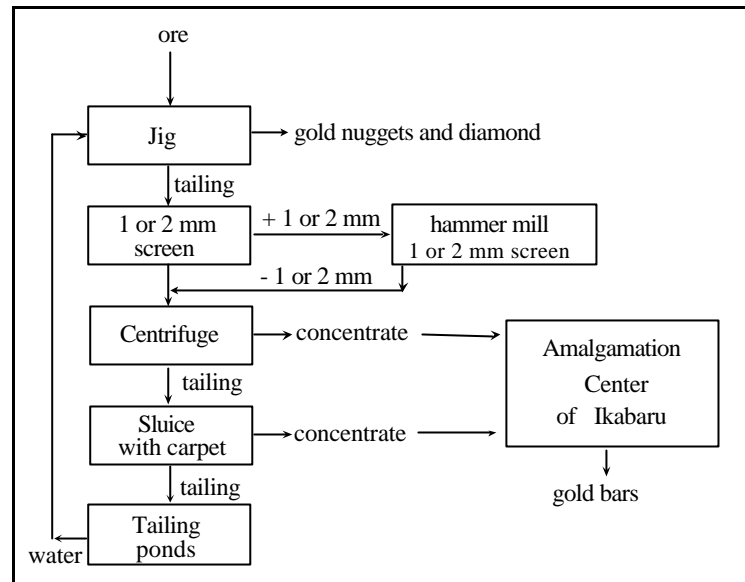 ore
Jig
gold nuggets and diamond
tailing
1 or 2 mm
screen
+ 1 or 2 mm
hammer mill
1 or 2 mm screen
- 1 or 2 mm
Centrifuge
concentrate
Amalgamation
Center
of Ikabaru
tailing
Sluice
with carpet
concentrate
tailing
gold bars
Tailing
ponds
water